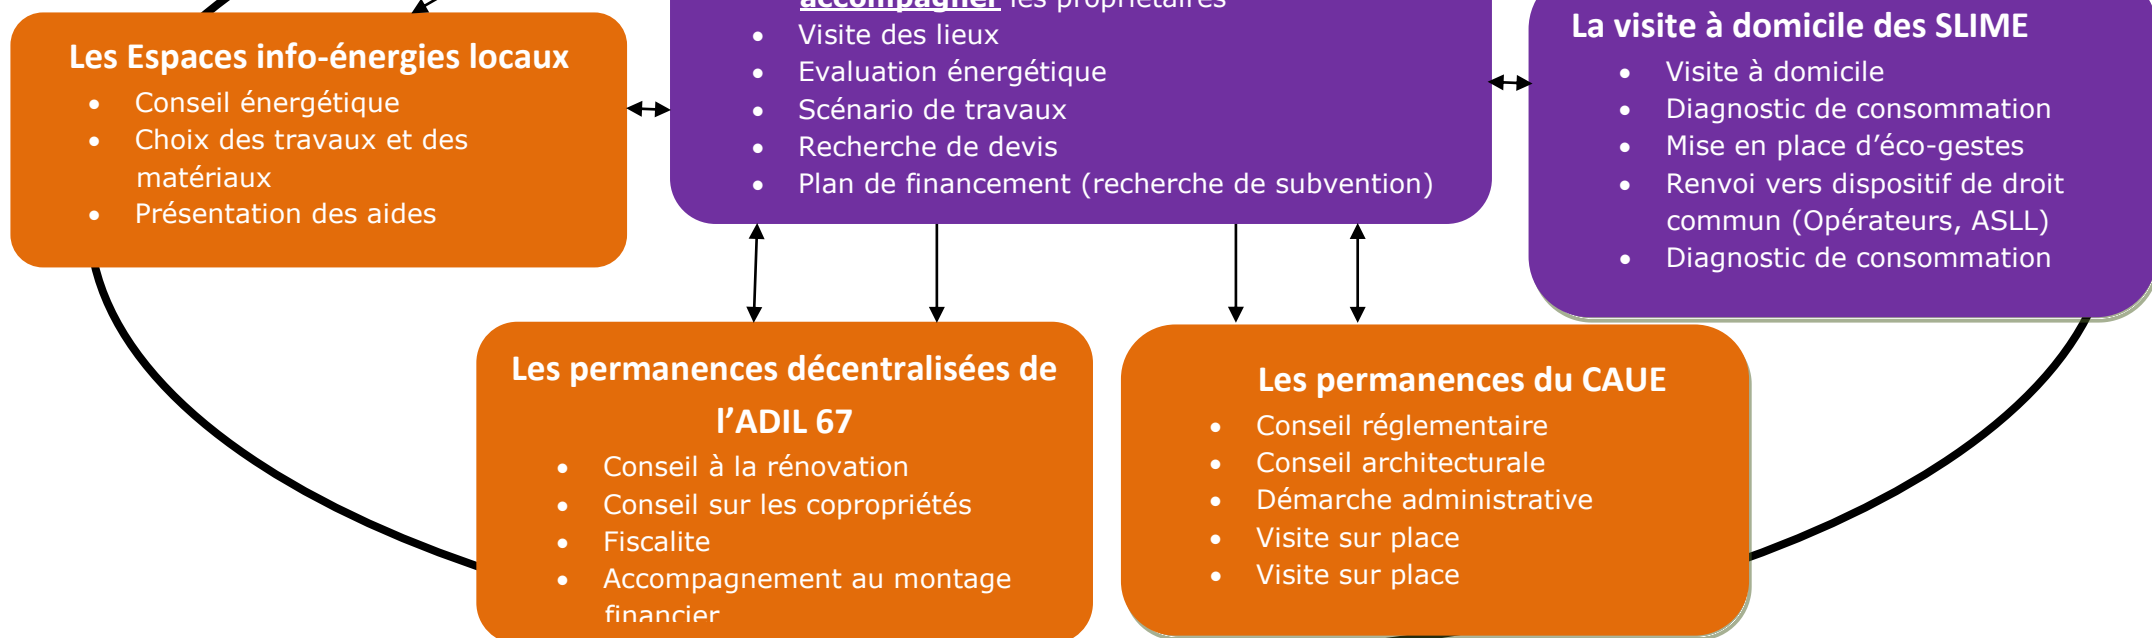 Les Espaces info-énergies locaux
• Conseil énergétique
• Choix des travaux et des
matériaux
• Présentation des aides
accompagner les propriétaires
• Visite des lieux
• Evaluation énergétique
• Scénario de travaux
• Recherche de devis
• Plan de financement (recherche de subvention)
La visite à domicile des SLIME
• Visite à domicile
• Diagnostic de consommation
• Mise en place d’éco-gestes
• Renvoi vers dispositif de droit
commun (Opérateurs, ASLL)
• Diagnostic de consommation
Les permanences décentralisées de
l’ADIL 67
• Conseil à la rénovation
• Conseil sur les copropriétés
• Fiscalite
• Accompagnement au montage
financier
Les permanences du CAUE
• Conseil réglementaire
• Conseil architecturale
• Démarche administrative
• Visite sur place
• Visite sur place